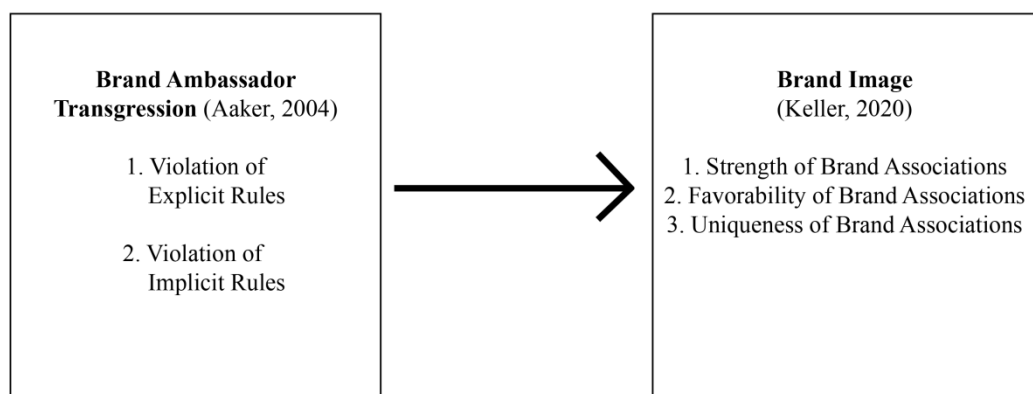 Brand Ambassador
Transgression (Aaker, 2004)
1. Violation of
Explicit Rules
2. Violation of
Implicit Rules
Brand Image
(Keller, 2020)
1. Strength of Brand Associations
2. Favorability of Brand Associations
3. Uniqueness of Brand Associations